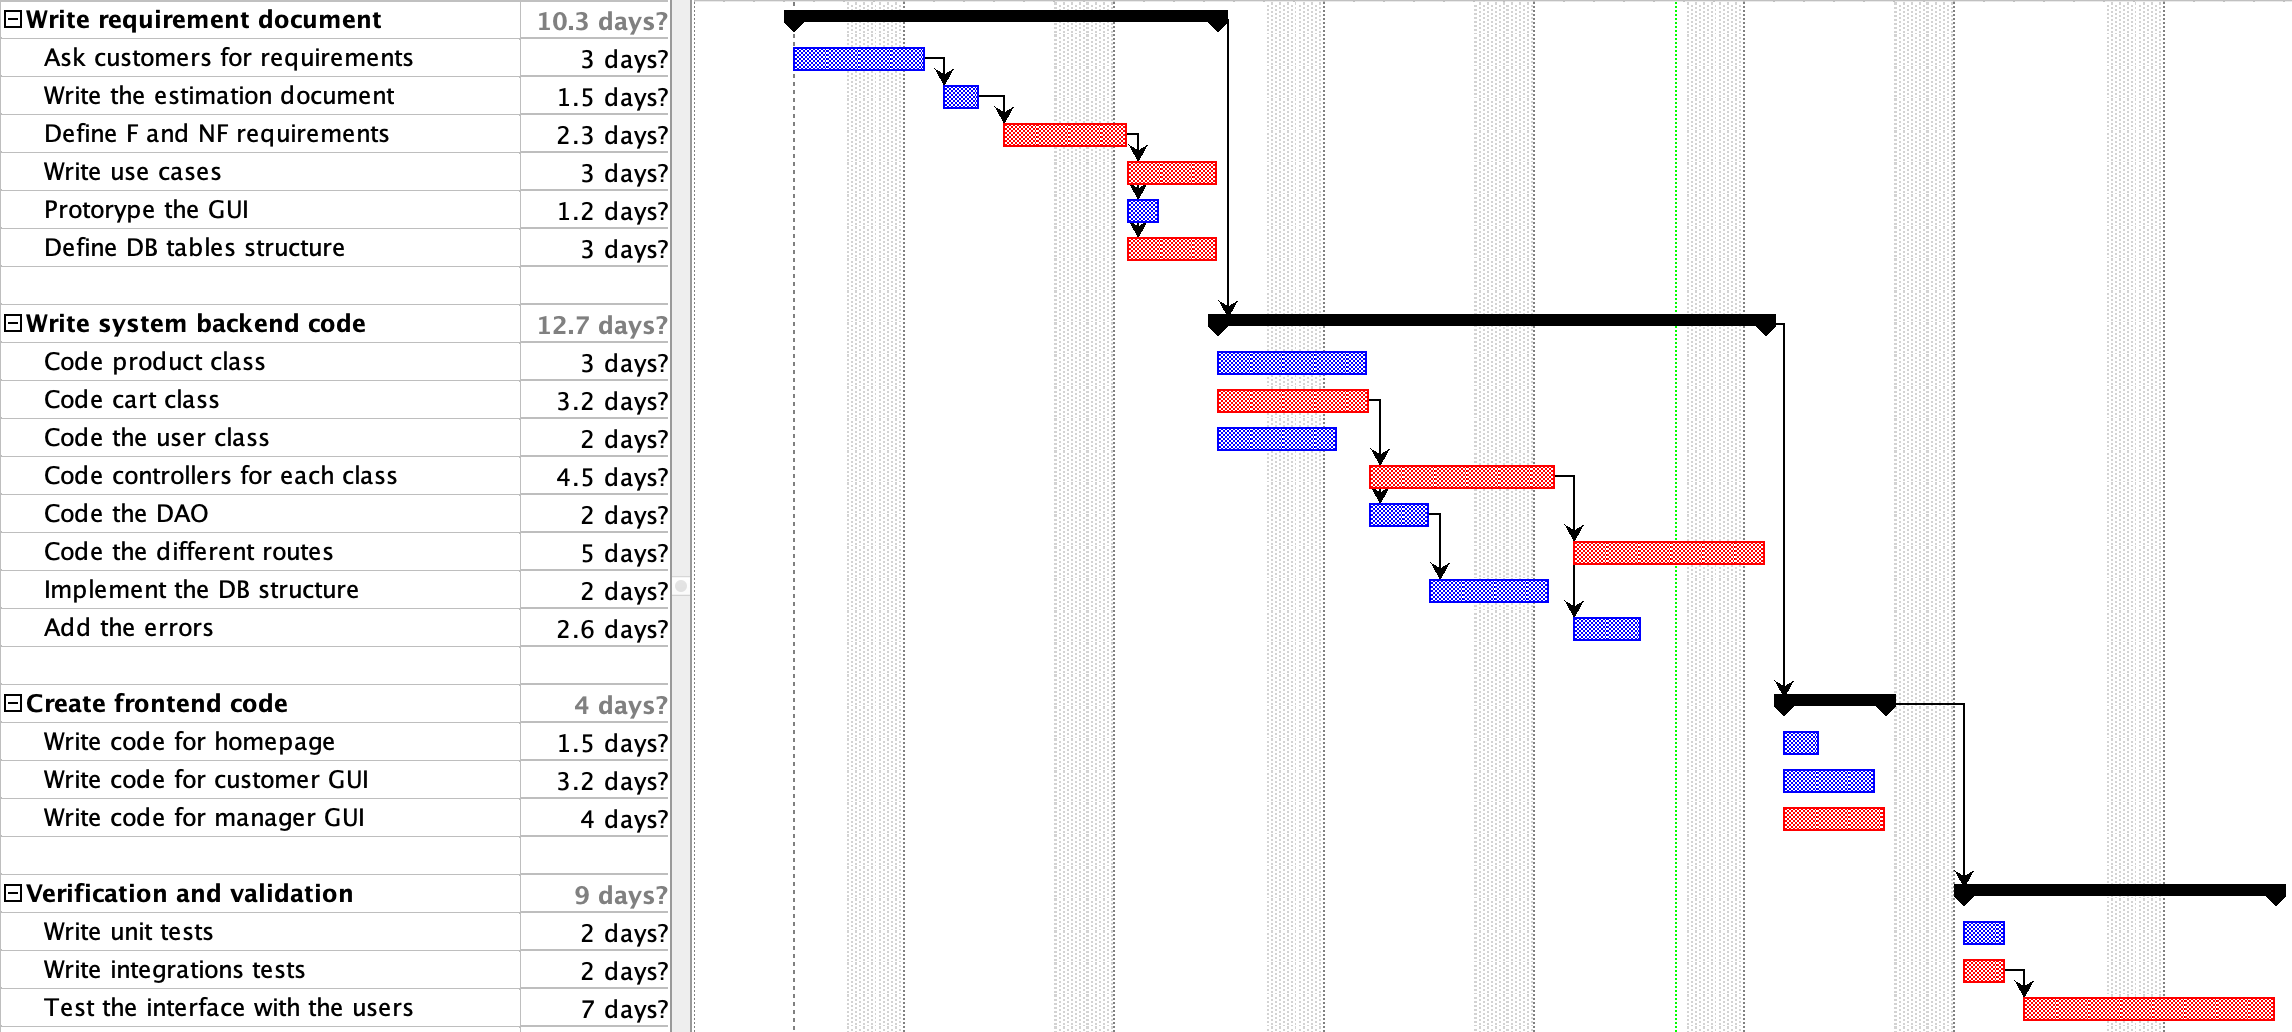 Write requirement document 10.3 days?
Ask customers for requirements 3 days?
Write the estimation document 1.5 days?
Define F and NF requirements 2.3 days?
Write use cases 3 days?
Protorype the GUI 1.2 days?
Define DB tables structure 3 days?
Write system backend code 12.7 days?
Code product class 3 days?
Code cart class 3.2 days?
Code the user class 2 days?
Code controllers for each class 4.5 days?
Code the DAO 2 days?
Code the different routes 5 days?
Implement the DB structure 2 days?
Add the errors 2.6 days?
Create frontend code 4 days?
Write code for homepage 1.5 days?
Write code for customer GUI 3.2 days?
Write code for manager GUI 4 days?
Verification and validation 9 days?
Write unit tests 2 days?
Write integrations tests 2 days?
Test the interface with the users 7 days?